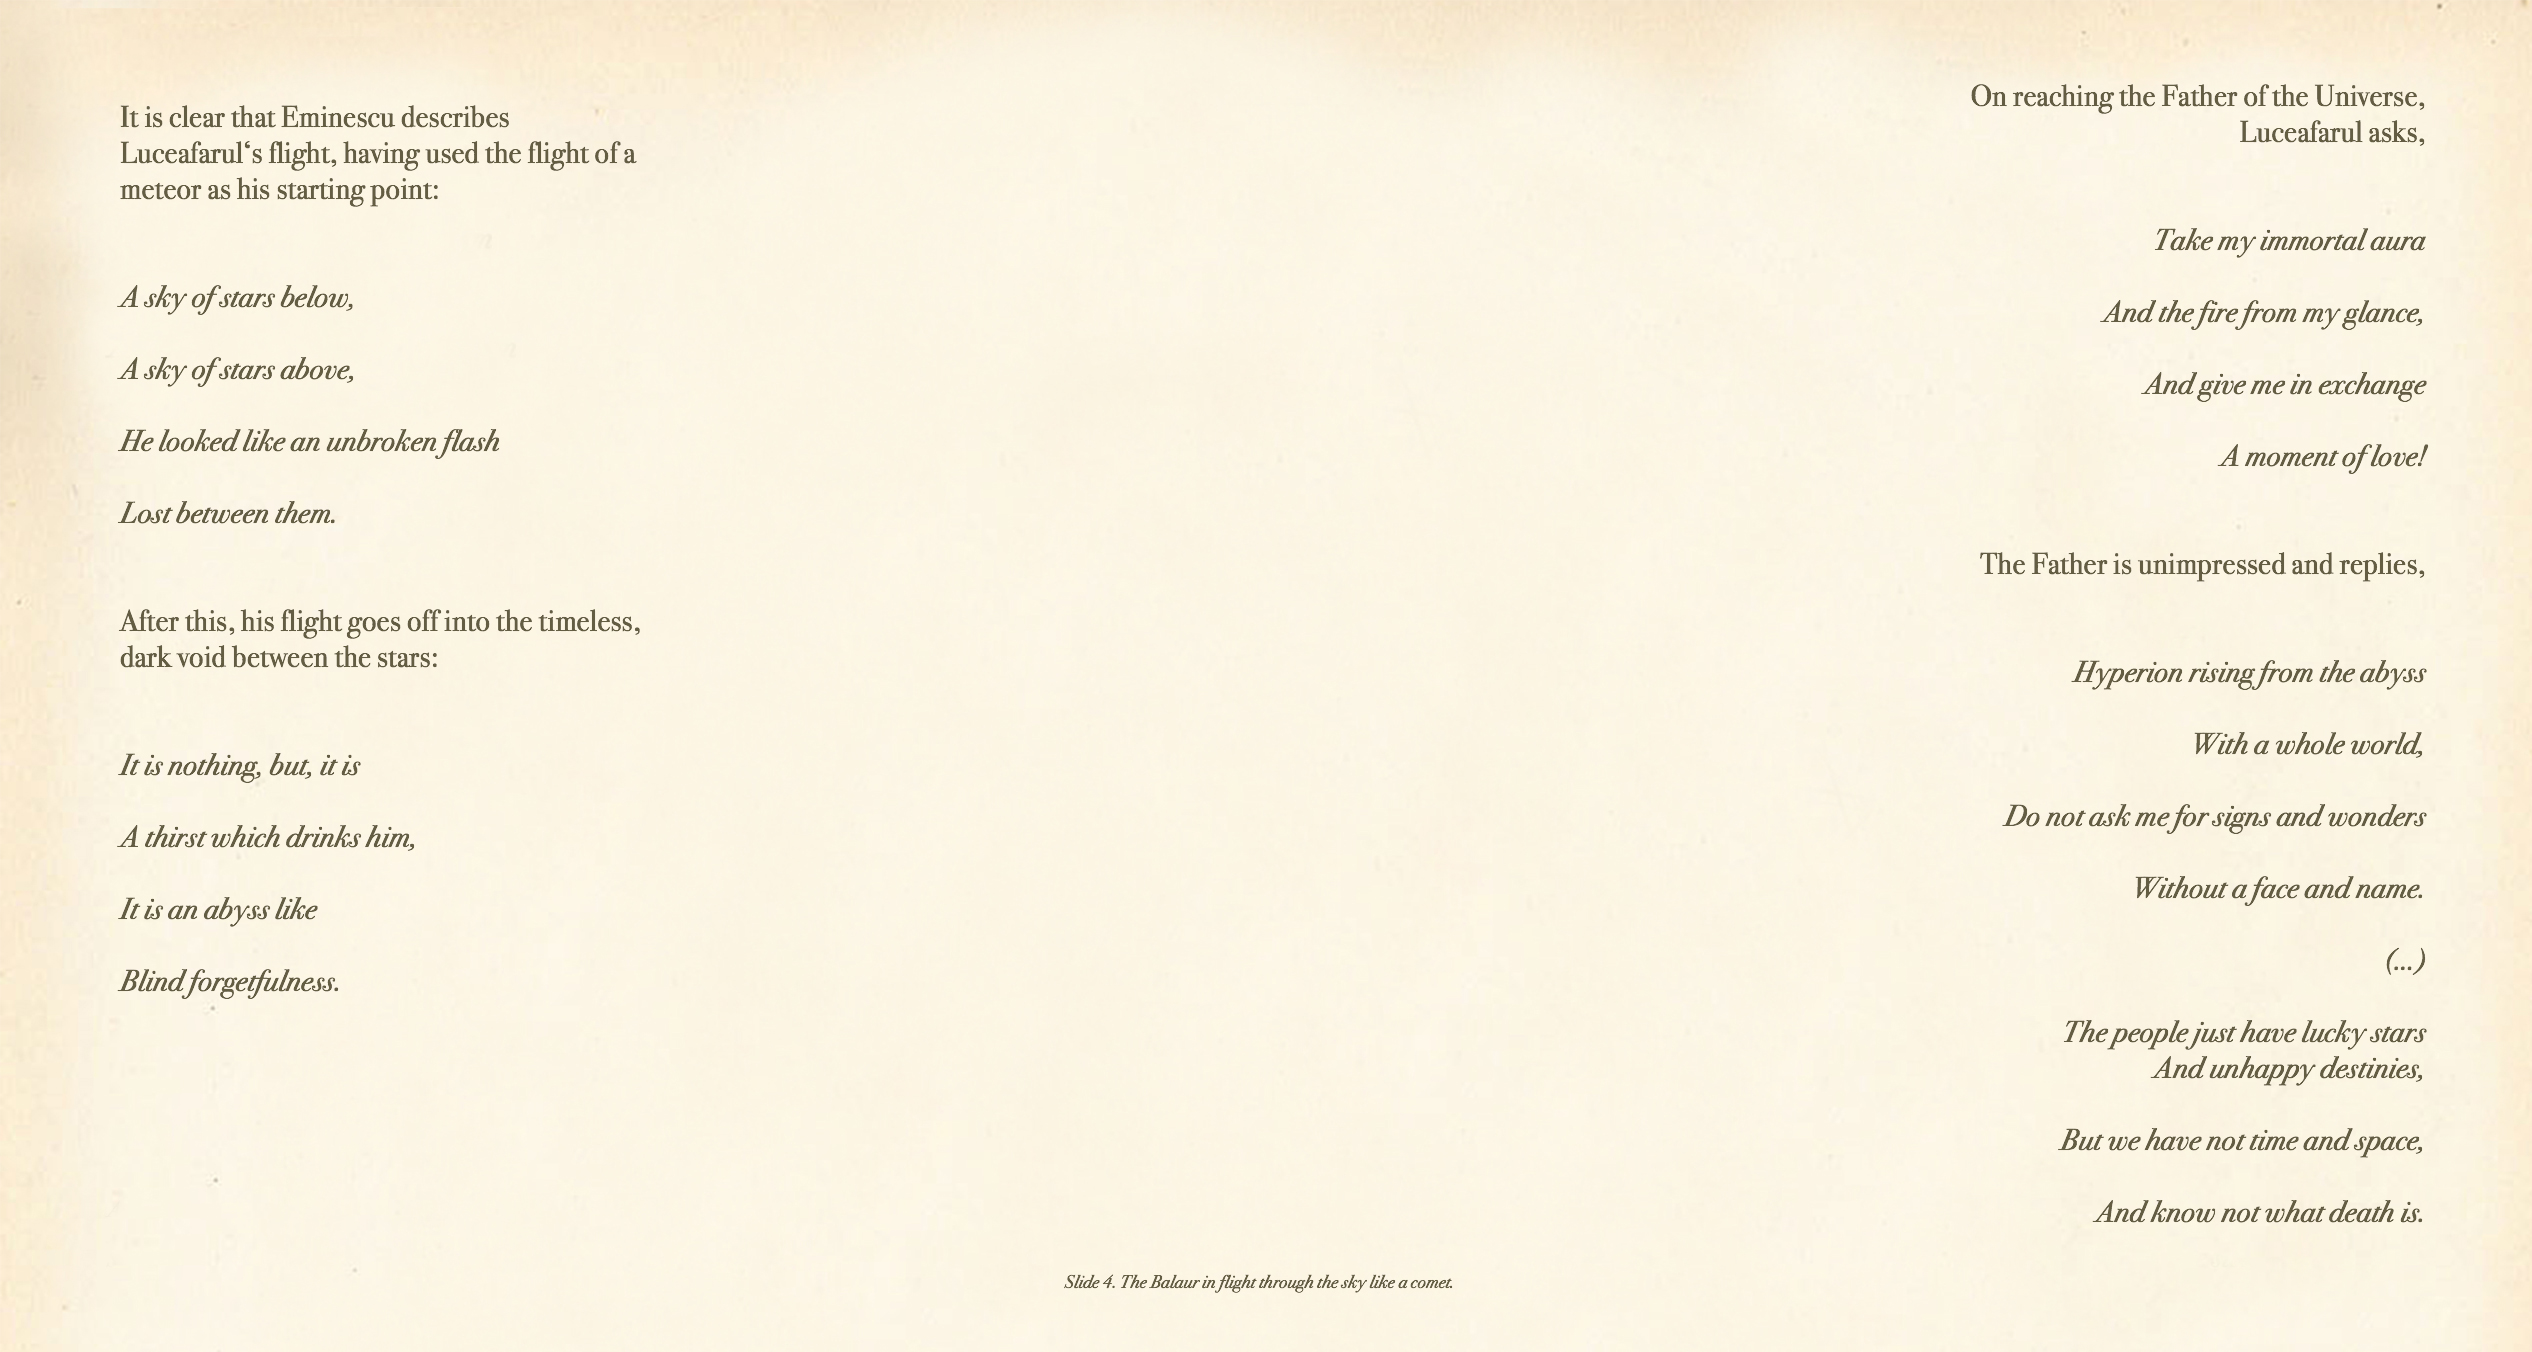 It is clear that Eminescu describes
Luceafarul‘s flight, having used the flight of a
meteor as his starting point:
A sky of stars below,
A sky of stars above,
He looked like an unbroken flash
Lost between them.
After this, his flight goes off into the timeless,
dark void between the stars:
It is nothing, but, it is
A thirst which drinks him,
It is an abyss like
Blind forgetfulness.
On reaching the Father of the Universe,
Luceafarul asks,
Take my immortal aura
And the fire from my glance,
And give me in exchange
A moment of love!
The Father is unimpressed and replies,
Hyperion rising from the abyss
With a whole world,
Do not ask me for signs and wonders
Without a face and name.
(...)
The people just have lucky stars
And unhappy destinies,
But we have not time and space,
And know not what death is.
Slide 4. The Balaur in flight through the sky like a comet.